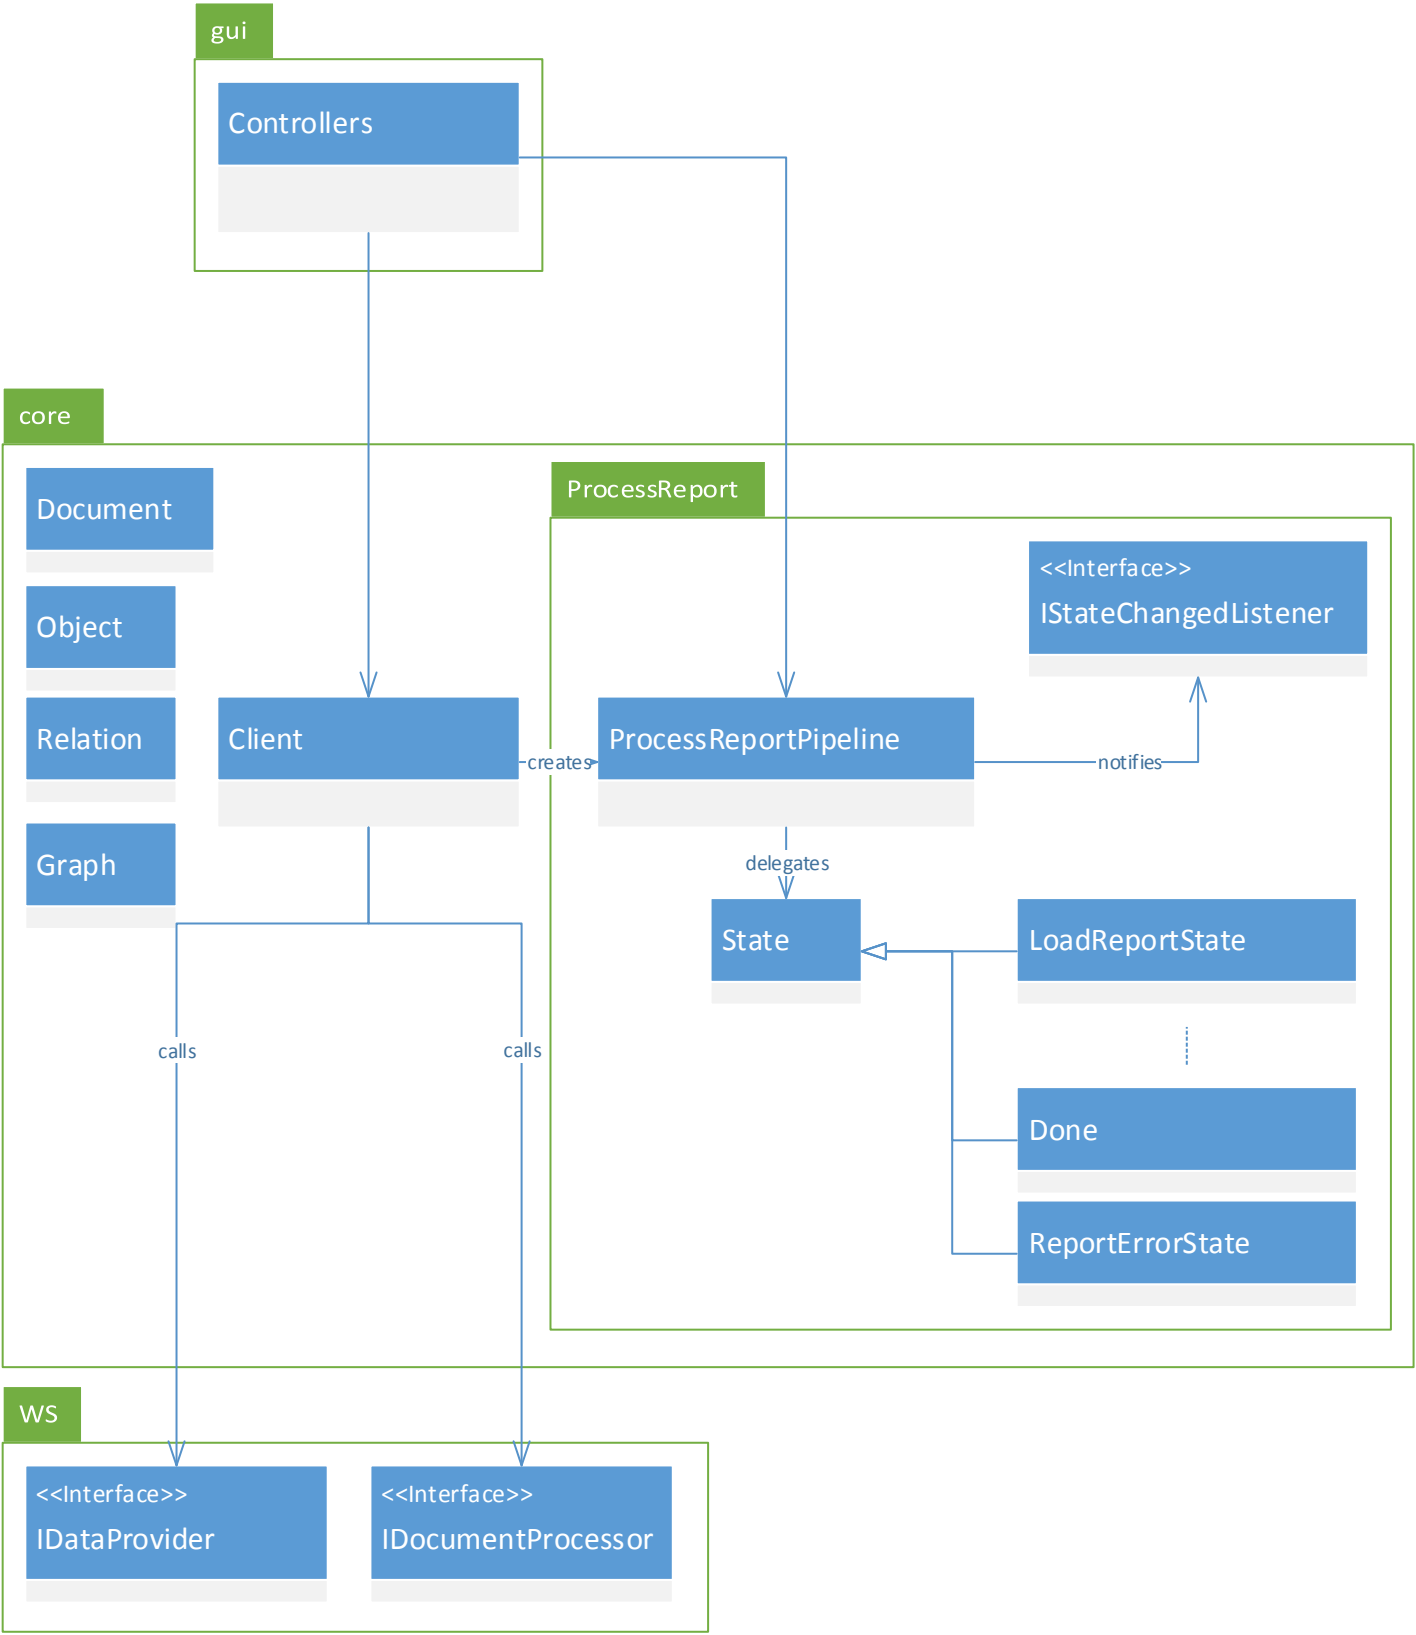 gui
Controllers
core
Document
Object
Relation
Graph
Client
creates
calls
calls
ProcessReport
<<Interface>>
IStateChangedListener
ProcessReportPipeline
notifies
delegates
State
LoadReportState
Done
ReportErrorState
WS
<<Interface>>
IDataProvider
<<Interface>>
IDocumentProcessor